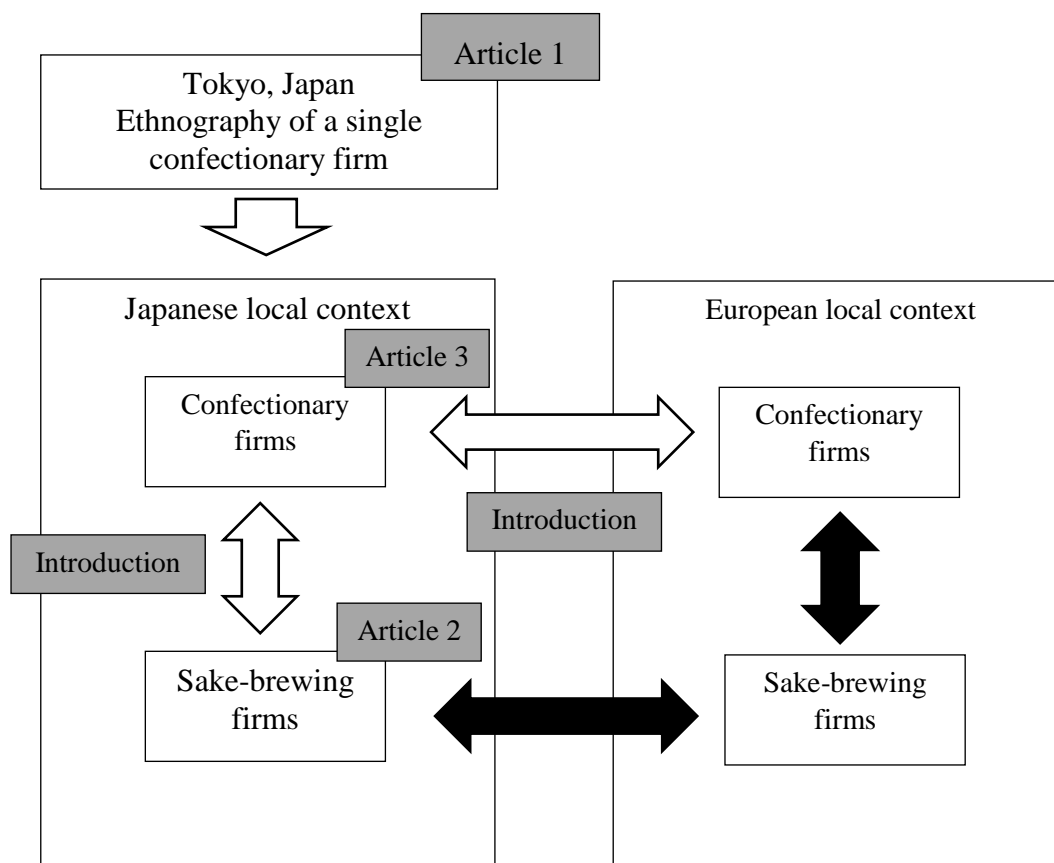 Article 1
Tokyo, Japan
Ethnography of a single
confectionary firm
Japanese local context
European local context
Article 3
Confectionary
firms
Confectionary
firms
Introduction
Introduction
Article 2
Sake-brewing
firms
Sake-brewing
firms